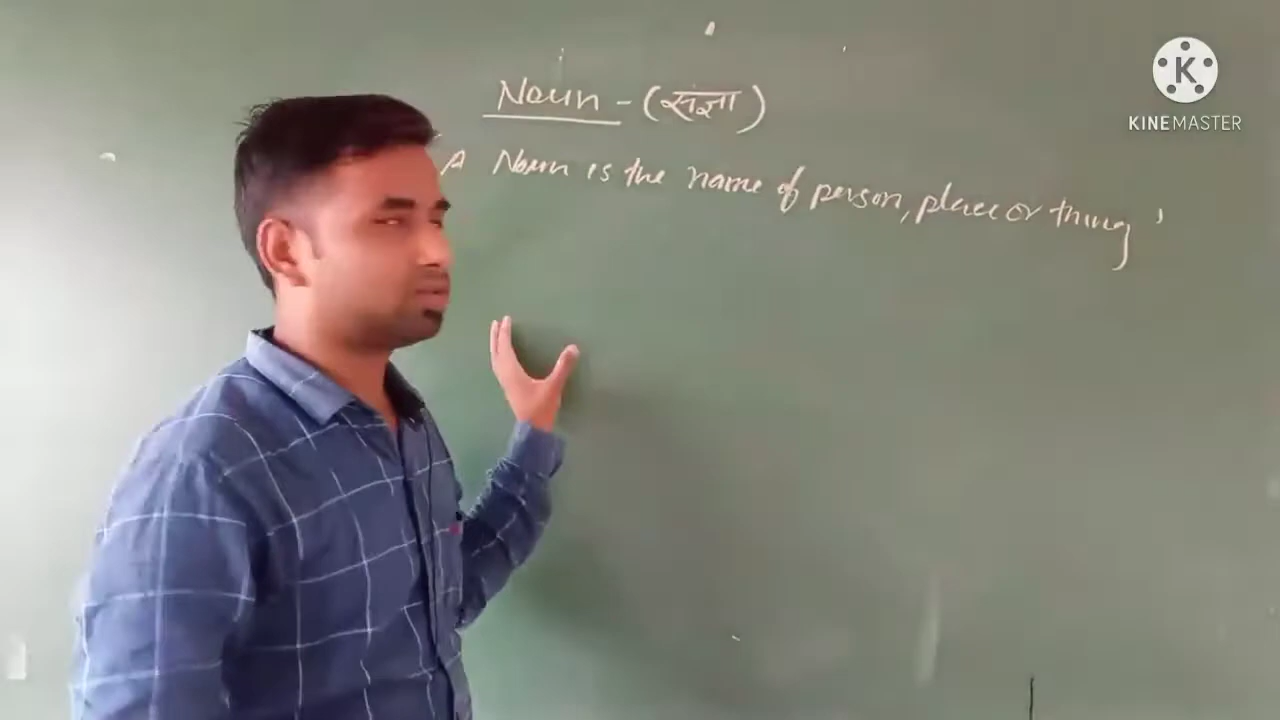 Noun - (संज्ञा)
A Noun is the name of person, place or thing '
K
KINEMASTER